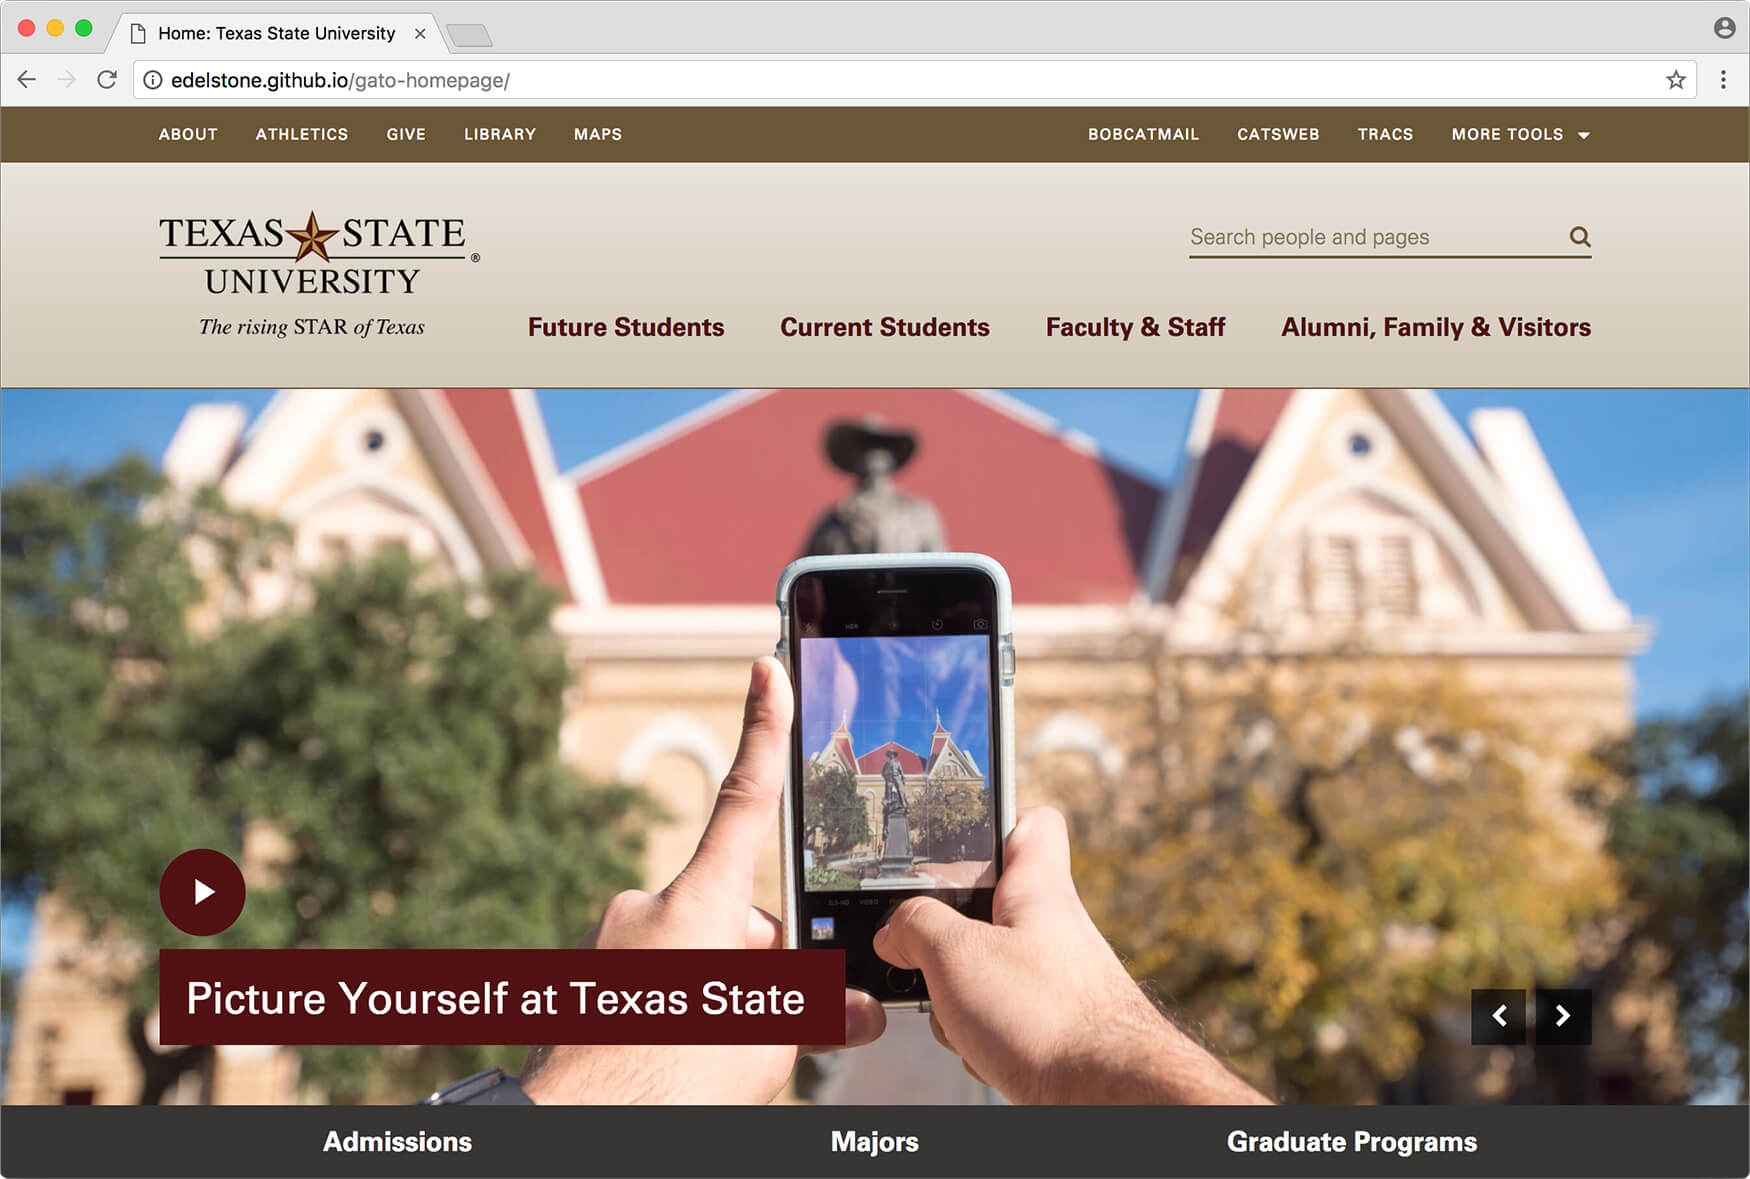 Home: Texas State University
edelstone.github.io/gato-homepage/
ABOUT ATHLETICS GIVE LIBRARY MAPS BOBCATMAIL CATSWEB TRACS MORE TOOLS
TEXAS STATE ®
UNIVERSITY
The rising STAR of Texas
Search people and pages
Future Students Current Students Faculty & Staff Alumni, Family & Visitors
HDR
VIDEO
Picture Yourself at Texas State
Admissions Majors Graduate Programs